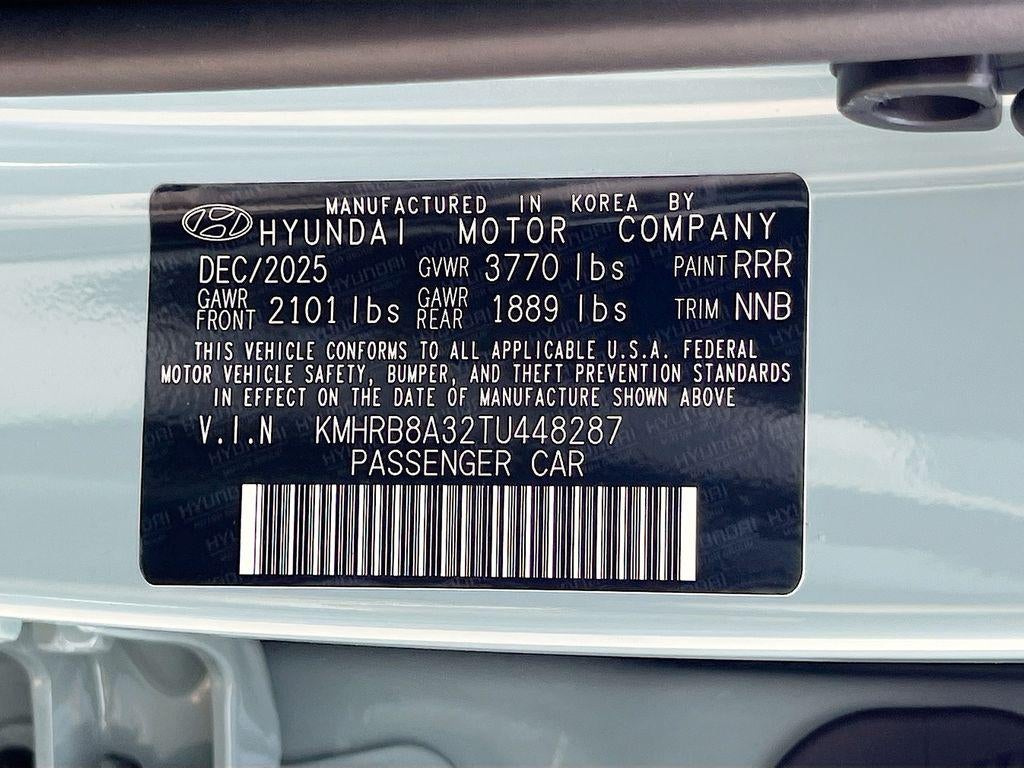 MANUFACTURED IN KOREA BY
HYUNDAI MOTOR COMPANY
DEC/2025 GVWR 3770 lbs PAINT RRR
GAWR FRONT 2101 lbs GAWR REAR 1889 lbs TRIM NNB
THIS VEHICLE CONFORMS TO ALL APPLICABLE U.S.A. FEDERAL
MOTOR VEHICLE SAFETY, BUMPER, AND THEFT PREVENTION STANDARDS
IN EFFECT ON THE DATE OF MANUFACTURE SHOWN ABOVE
V.I.N KMHRB8A32TU448287
PASSENGER CAR